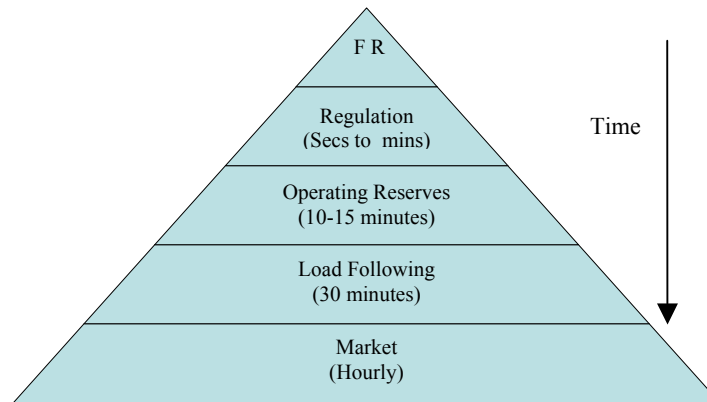 F R
Regulation
(Secs to mins)
Time
Operating Reserves
(10-15 minutes)
Load Following
(30 minutes)
Market
(Hourly)